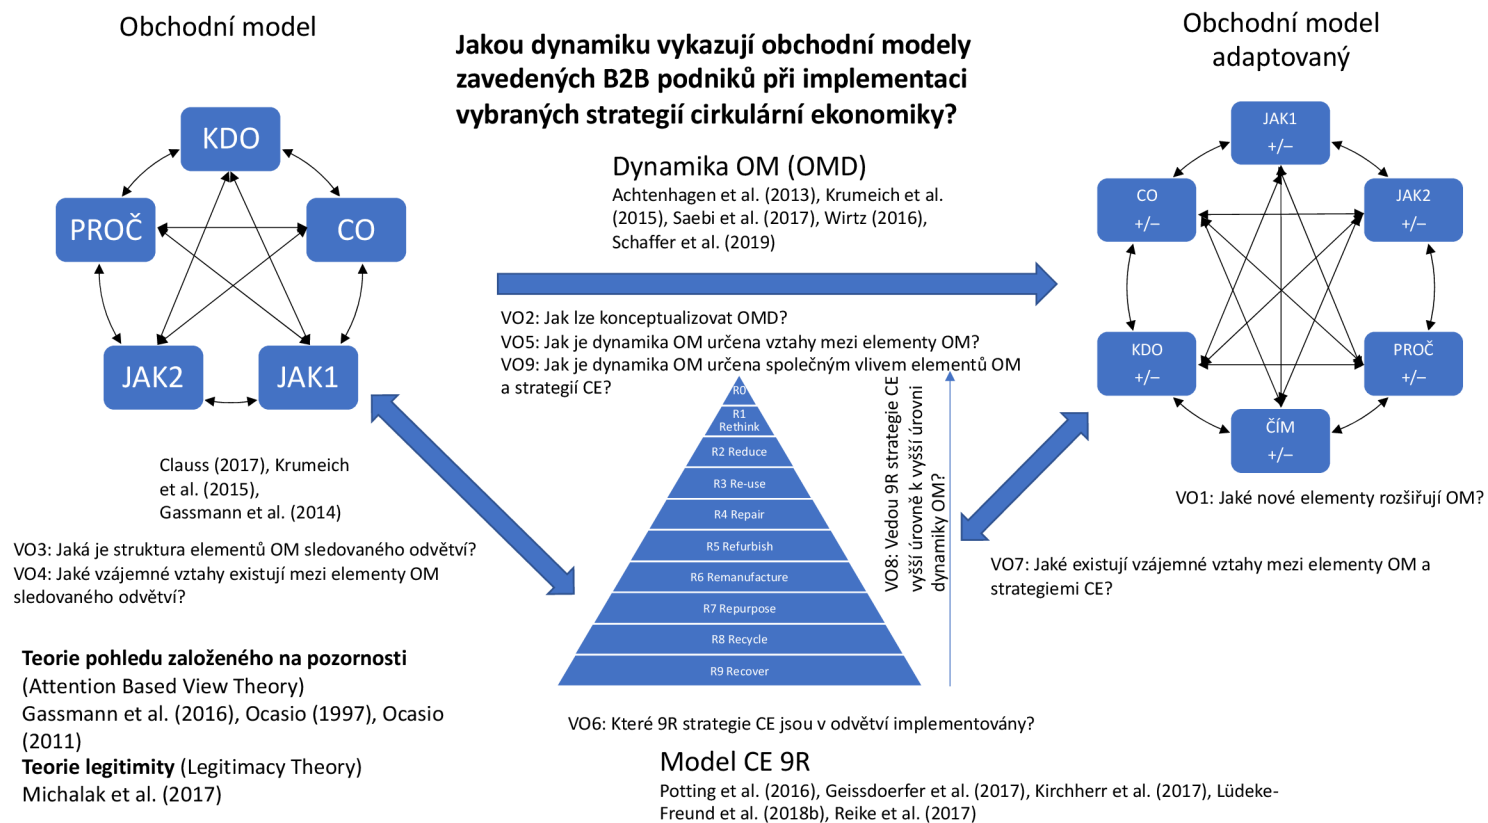 Obchodní model
Jakou dynamiku vykazují obchodní modely
zavedených B2B podniků při implementaci
vybraných strategií cirkulární ekonomiky?
Obchodní model
adaptovaný
KDO
PROČ
CO
JAK2
JAK1
Dynamika OM (OMD)
Achtenhagen et al. (2013), Krumeich et al.
(2015), Saebi et al. (2017), Wirtz (2016),
Schaffer et al. (2019)
JAK1
+/–
CO
+/–
JAK2
+/–
KDO
+/–
PROČ
+/–
ČÍM
+/–
VO2: Jak lze konceptualizovat OMD?
VO5: Jak je dynamika OM určena vztahy mezi elementy OM?
VO9: Jak je dynamika OM určena společným vlivem elementů OM
a strategií CE?
R0
R1
Rethink
R2 Reduce
R3 Re-use
R4 Repair
R5 Refurbish
R6 Remanufacture
R7 Repurpose
R8 Recycle
R9 Recover
VO8: Vedou 9R strategie CE
vyšší úrovně k vyšší úrovni
dynamiky OM?
Clauss (2017), Krumeich
et al. (2015),
Gassmann et al. (2014)
VO3: Jaká je struktura elementů OM sledovaného odvětví?
VO4: Jaké vzájemné vztahy existují mezi elementy OM
sledovaného odvětví?
VO1: Jaké nové elementy rozšiřují OM?
VO7: Jaké existují vzájemné vztahy mezi elementy OM a
strategiemi CE?
Teorie pohledu založeného na pozornosti
(Attention Based View Theory)
Gassmann et al. (2016), Ocasio (1997), Ocasio
(2011)
Teorie legitimity (Legitimacy Theory)
Michalak et al. (2017)
VO6: Které 9R strategie CE jsou v odvětví implementovány?
Model CE 9R
Potting et al. (2016), Geissdoerfer et al. (2017), Kirchherr et al. (2017), Lüdeke-
Freund et al. (2018b), Reike et al. (2017)